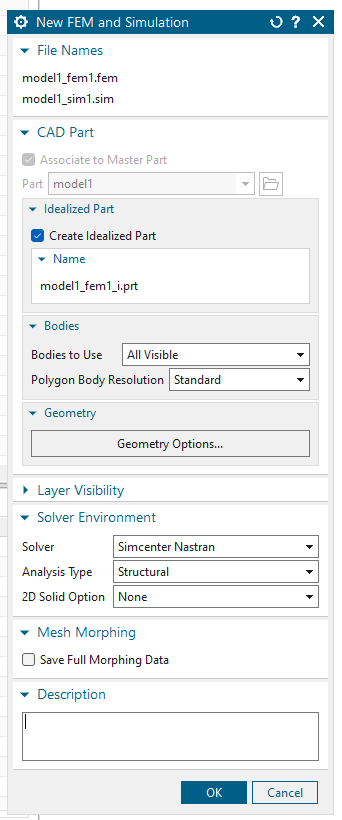 New FEM and Simulation
File Names
model1_fem1.fem
model1_sim1.sim
CAD Part
Associate to Master Part
Part model1
Idealized Part
Create Idealized Part
Name
model1_fem1_i.prt
Bodies
Bodies to Use All Visible
Polygon Body Resolution Standard
Geometry
Geometry Options...
Layer Visibility
Solver Environment
Solver Simcenter Nastran
Analysis Type Structural
2D Solid Option None
Mesh Morphing
Save Full Morphing Data
Description
OK Cancel